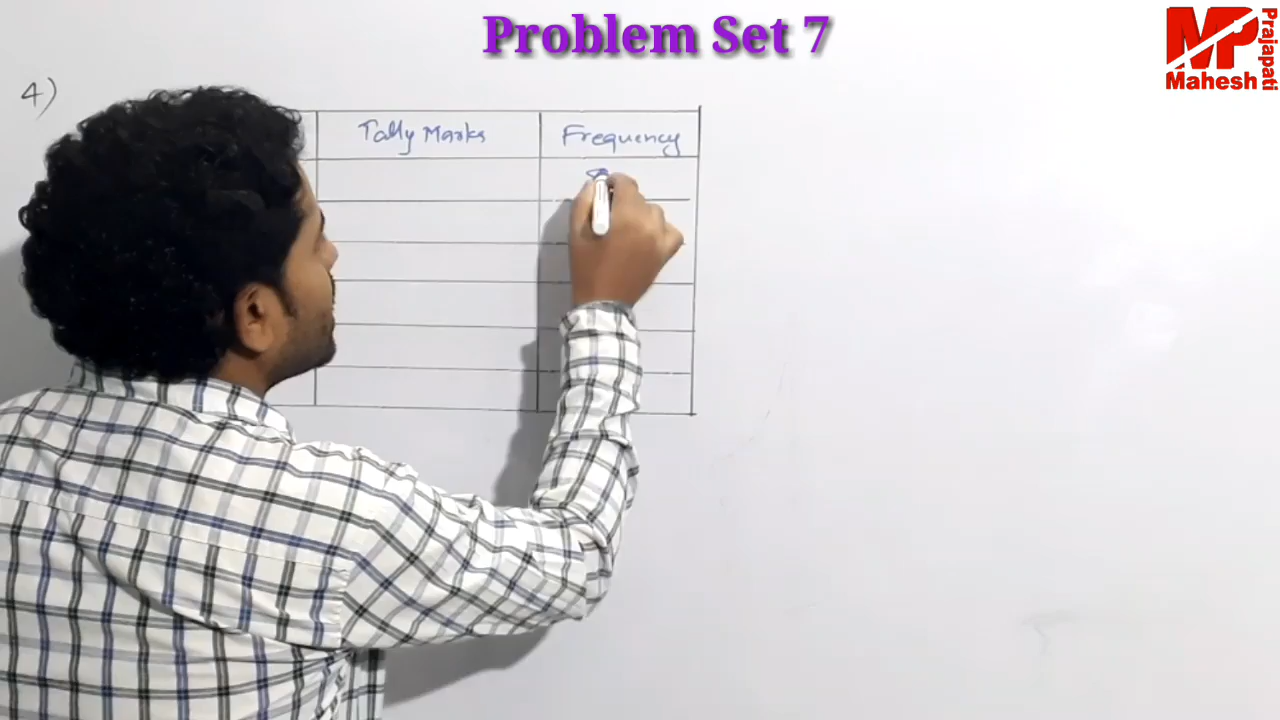 Problem Set 7
MP
Mahesh
Prajapati
4)
Tally Marks
Frequency